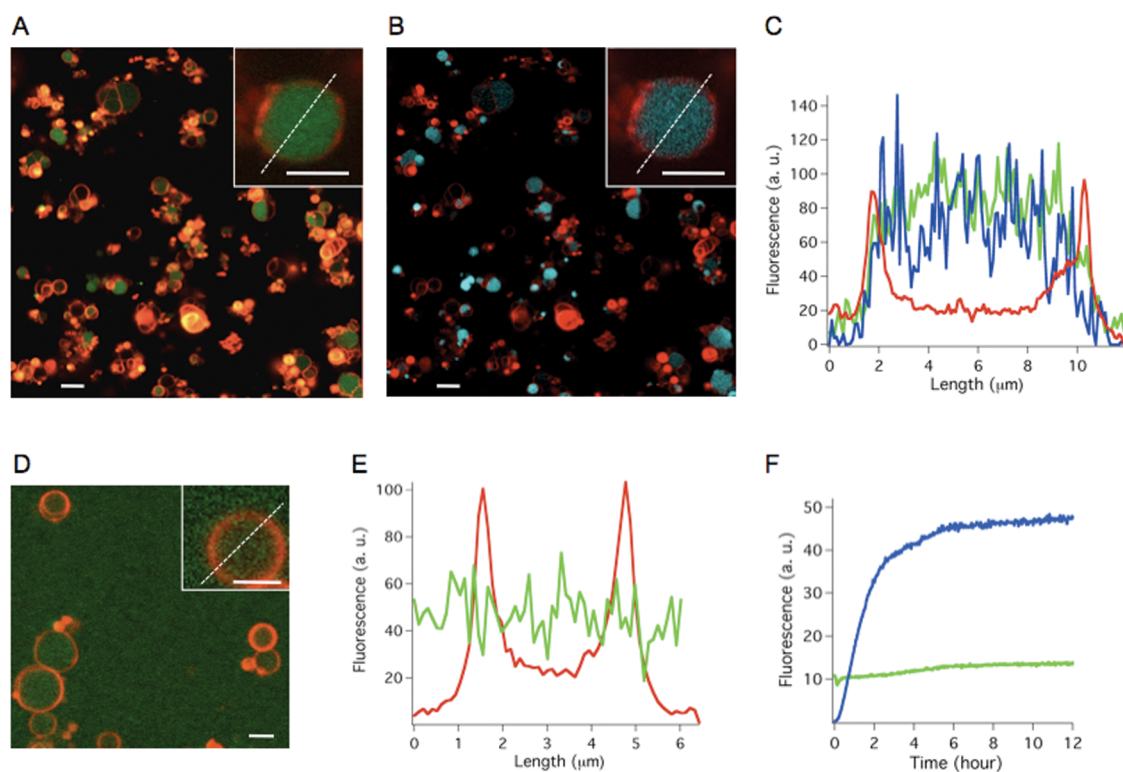 A
B
C
140
120
100
80
60
40
20
0
Fluorescence (a. u.)
0 2 4 6 8 10
Length (μm)
D
E
F
100
80
60
40
20
Fluorescence (a. u.)
0 1 2 3 4 5 6
Length (μm)
50
40
30
20
10
Fluorescence (a. u.)
0 2 4 6 8 10 12
Time (hour)